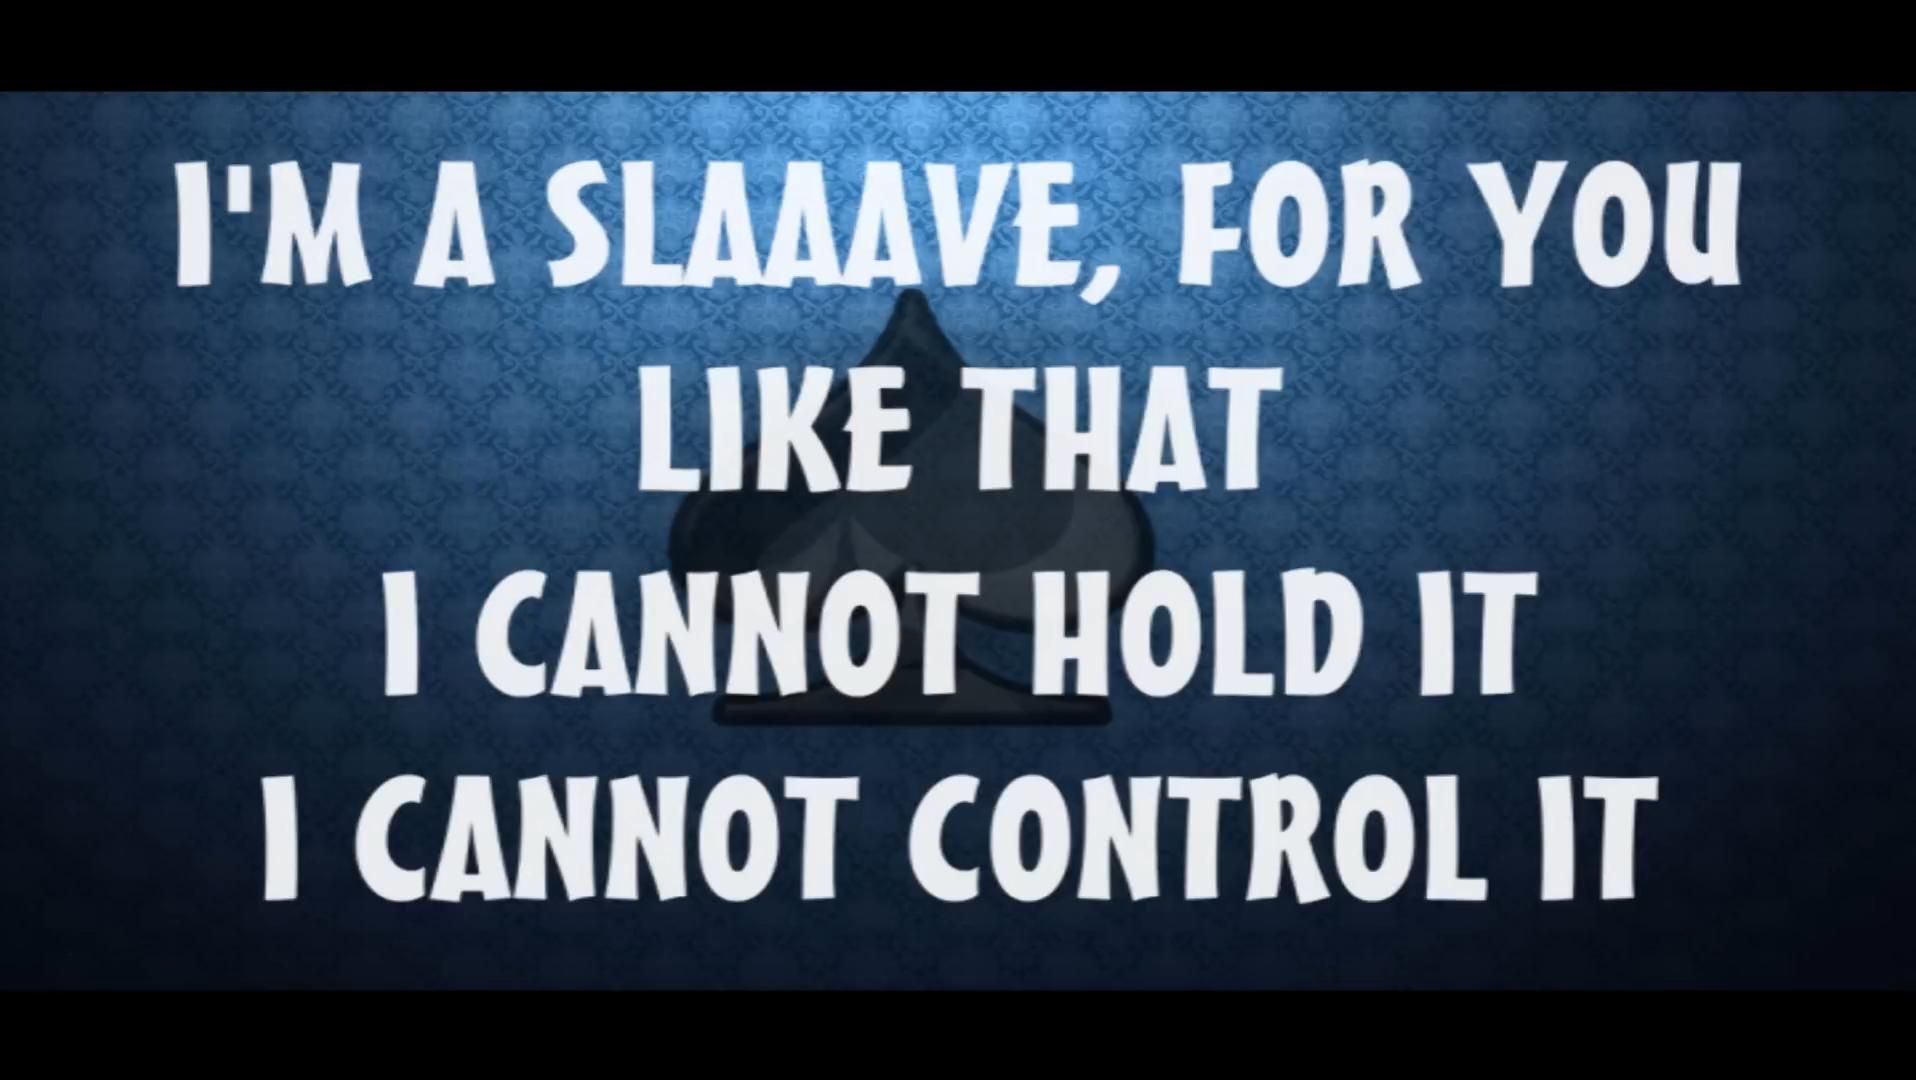 I'M A SLAAAVE, FOR YOU
LIKE THAT
I CANNOT HOLD IT
I CANNOT CONTROL IT